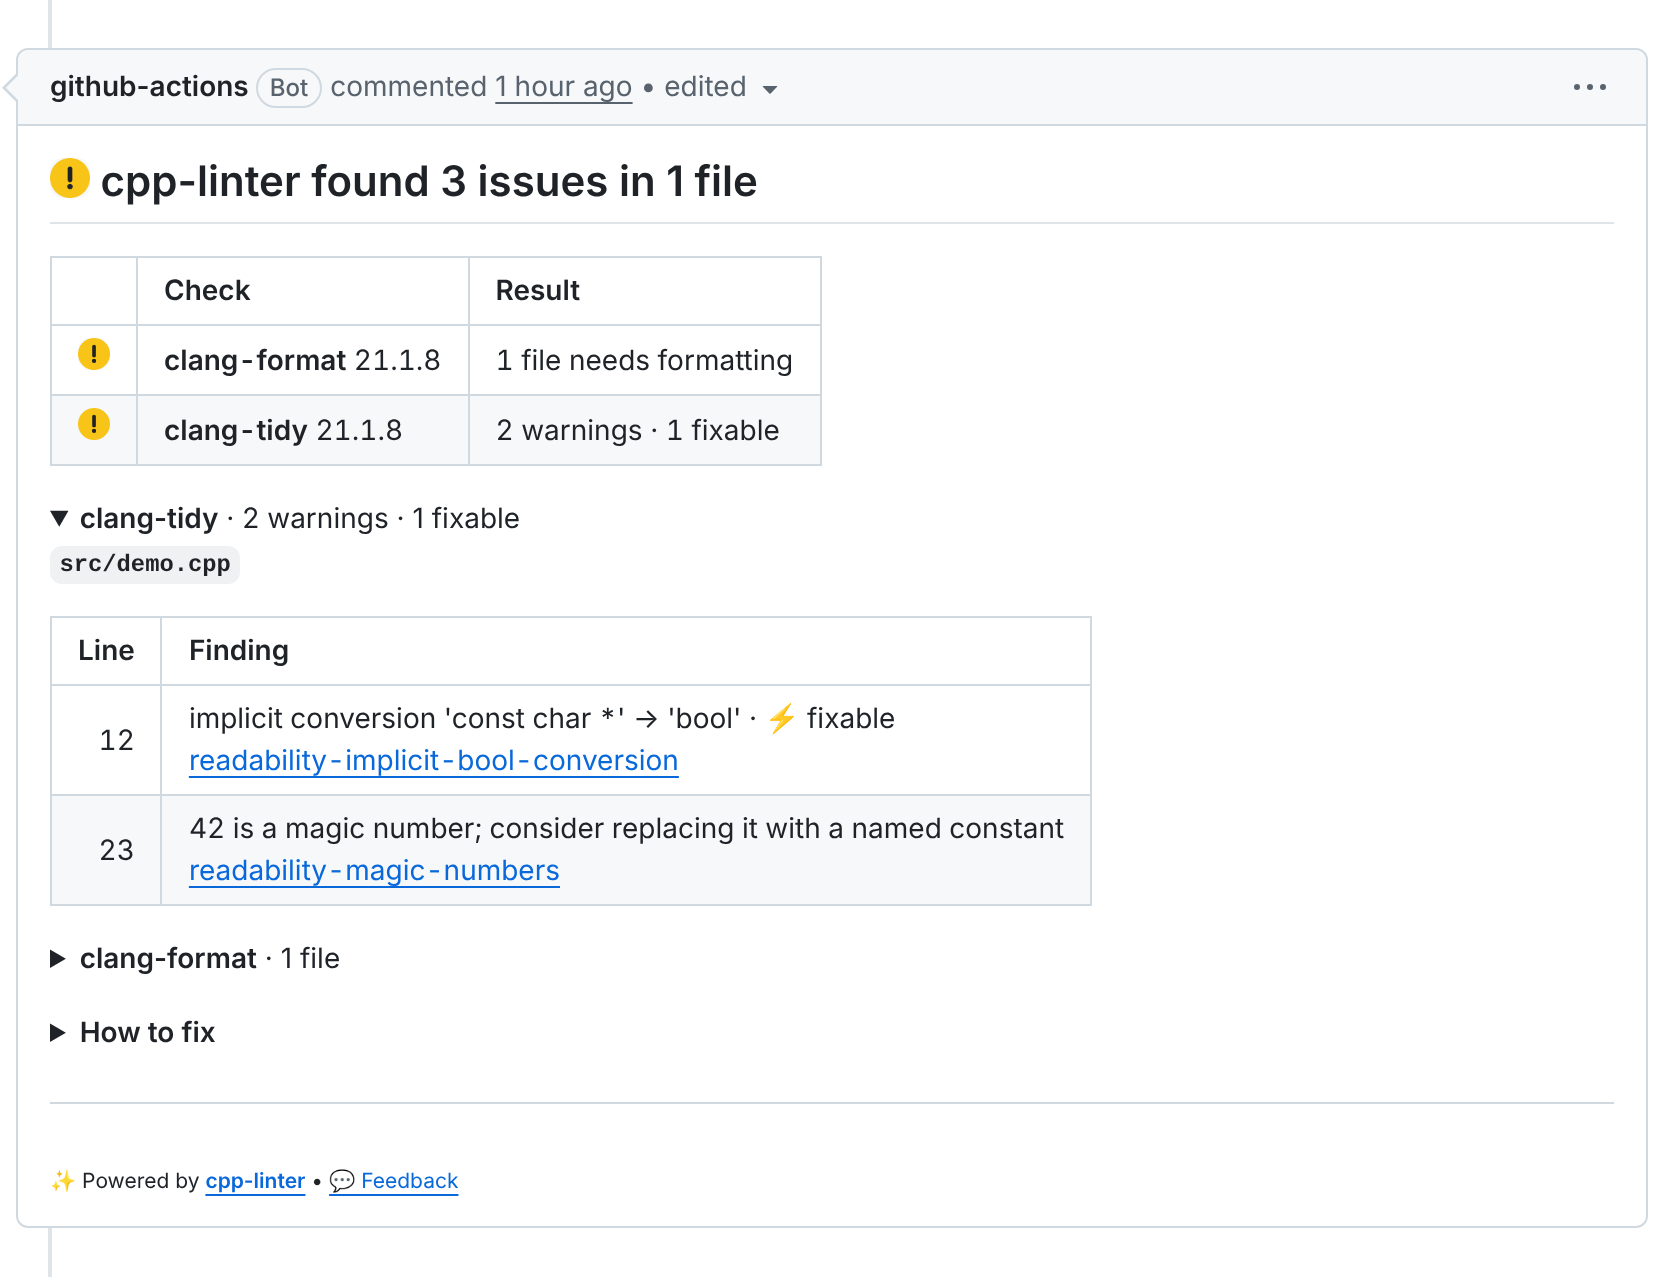 github-actions Bot commented 1 hour ago • edited
! cpp-linter found 3 issues in 1 file
Check Result
! clang-format 21.1.8 1 file needs formatting
! clang-tidy 21.1.8 2 warnings · 1 fixable
▼ clang-tidy · 2 warnings · 1 fixable
src/demo.cpp
Line Finding
12 implicit conversion 'const char *' → 'bool' · ⚡ fixable
readability-implicit-bool-conversion
23 42 is a magic number; consider replacing it with a named constant
readability-magic-numbers
▶ clang-format · 1 file
▶ How to fix
✨ Powered by cpp-linter • 💬 Feedback